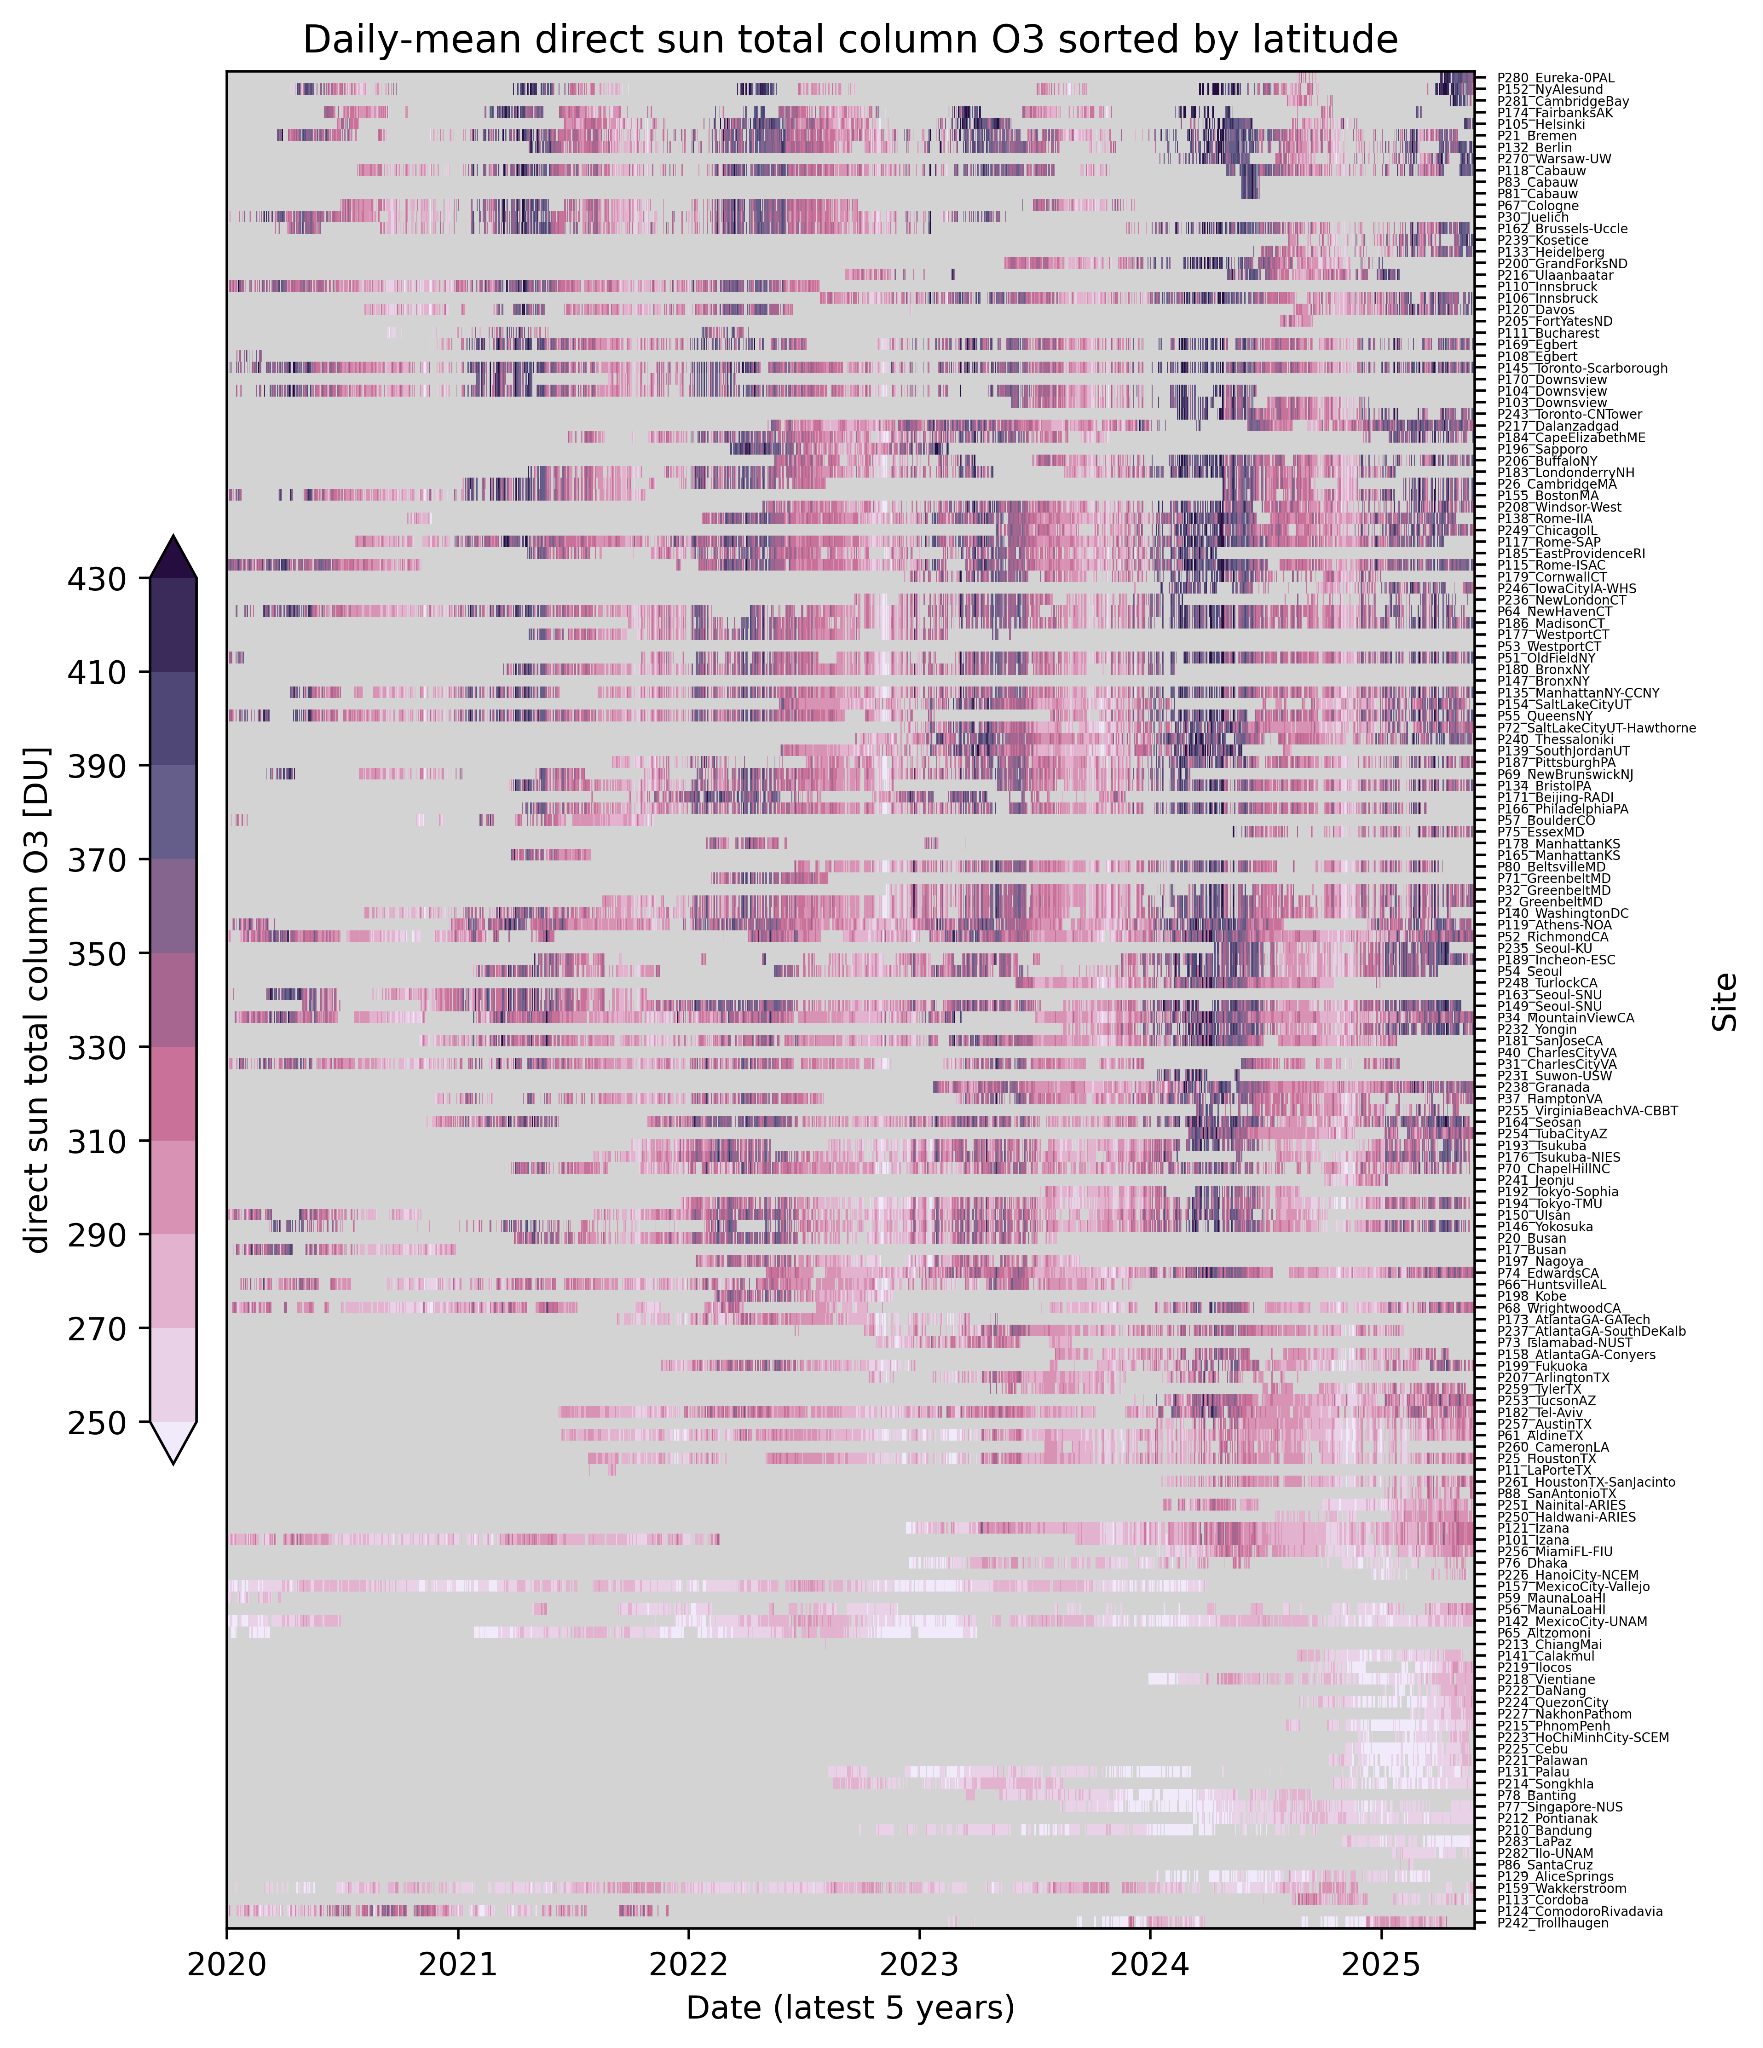 Daily-mean direct sun total column O3 sorted by latitude
P280_Eureka-0PAL
P152_NyAlesund
P281_CambridgeBay
P174_FairbanksAK
P105_Helsinki
P21_Bremen
P132_Berlin
P270_Warsaw-UW
P118_Cabauw
P83_Cabauw
P81_Cabauw
P67_Cologne
P30_Juelich
P162_Brussels-Uccle
P239_Kosetice
P133_Heidelberg
P200_GrandForksND
P216_Ulaanbaatar
P110_Innsbruck
P106_Innsbruck
P120_Davos
P205_FortYatesND
P111_Bucharest
P169_Egbert
P108_Egbert
P145_Toronto-Scarborough
P170_Downsview
P104_Downsview
P103_Downsview
P243_Toronto-CNTower
P217_Dalanzadgad
P184_CapeElizabethME
P196_Sapporo
P206_BuffaloNY
P183_LondonderryNH
P26_CambridgeMA
P155_BostonMA
P208_Windsor-West
P138_Rome-IIA
P249_ChicagoIL
P117_Rome-SAP
P185_EastProvidenceRI
P115_Rome-ISAC
P179_CornwallCT
P246_IowaCityIA-WHS
P236_NewLondonCT
P64_NewHavenCT
P186_MadisonCT
P177_WestportCT
P53_WestportCT
P51_OldFieldNY
P180_BronxNY
P147_BronxNY
P135_ManhattanNY-CCNY
P154_SaltLakeCityUT
P55_QueensNY
P72_SaltLakeCityUT-Hawthorne
P240_Thessaloniki
P139_SouthJordanUT
P187_PittsburghPA
P69_NewBrunswickNJ
P134_BristolPA
P171_Beijing-RADI
P166_PhiladelphiaPA
P57_BoulderCO
P75_EssexMD
P178_ManhattanKS
P165_ManhattanKS
P80_BeltsvilleMD
P71_GreenbeltMD
P32_GreenbeltMD
P2_GreenbeltMD
P140_WashingtonDC
P119_Athens-NOA
P52_RichmondCA
P235_Seoul-KU
P189_Incheon-ESC
P54_Seoul
P248_TurlockCA
P163_Seoul-SNU
P149_Seoul-SNU
P34_MountainViewCA
P232_Yongin
P181_SanJoseCA
P40_CharlesCityVA
P31_CharlesCityVA
P231_Suwon-USW
P238_Granada
P37_HamptonVA
P255_VirginiaBeachVA-CBBT
P164_Seosan
P254_TubaCityAZ
P193_Tsukuba
P176_Tsukuba-NIES
P70_ChapelHillNC
P241_Jeonju
P192_Tokyo-Sophia
P194_Tokyo-TMU
P150_Ulsan
P146_Yokosuka
P20_Busan
P17_Busan
P197_Nagoya
P74_EdwardsCA
P66_HuntsvilleAL
P198_Kobe
P68_WrightwoodCA
P173_AtlantaGA-GATech
P237_AtlantaGA-SouthDeKalb
P73_Islamabad-NUST
P158_AtlantaGA-Conyers
P199_Fukuoka
P207_ArlingtonTX
P259_TylerTX
P253_TucsonAZ
P182_Tel-Aviv
P257_AustinTX
P61_AldineTX
P260_CameronLA
P25_HoustonTX
P11_LaPorteTX
P261_HoustonTX-SanJacinto
P88_SanAntonioTX
P251_Nainital-ARIES
P250_Haldwani-ARIES
P121_Izana
P101_Izana
P256_MiamiFL-FIU
P76_Dhaka
P226_HanoiCity-NCEM
P157_MexicoCity-Vallejo
P59_MaunaLoaHI
P56_MaunaLoaHI
P142_MexicoCity-UNAM
P65_Altzomoni
P213_ChiangMai
P141_Calakmul
P219_Ilocos
P218_Vientiane
P222_DaNang
P224_QuezonCity
P227_NakhonPathom
P215_PhnomPenh
P223_HoChiMinhCity-SCEM
P225_Cebu
P221_Palawan
P131_Palau
P214_Songkhla
P78_Banting
P77_Singapore-NUS
P212_Pontianak
P210_Bandung
P283_LaPaz
P282_Ilo-UNAM
P86_SantaCruz
P129_AliceSprings
P159_Wakkerstroom
P113_Cordoba
P124_ComodoroRivadavia
P242_Trollhaugen
Site
430
410
390
370
350
330
310
290
270
250
direct sun total column O3 [DU]
2020 2021 2022 2023 2024 2025
Date (latest 5 years)